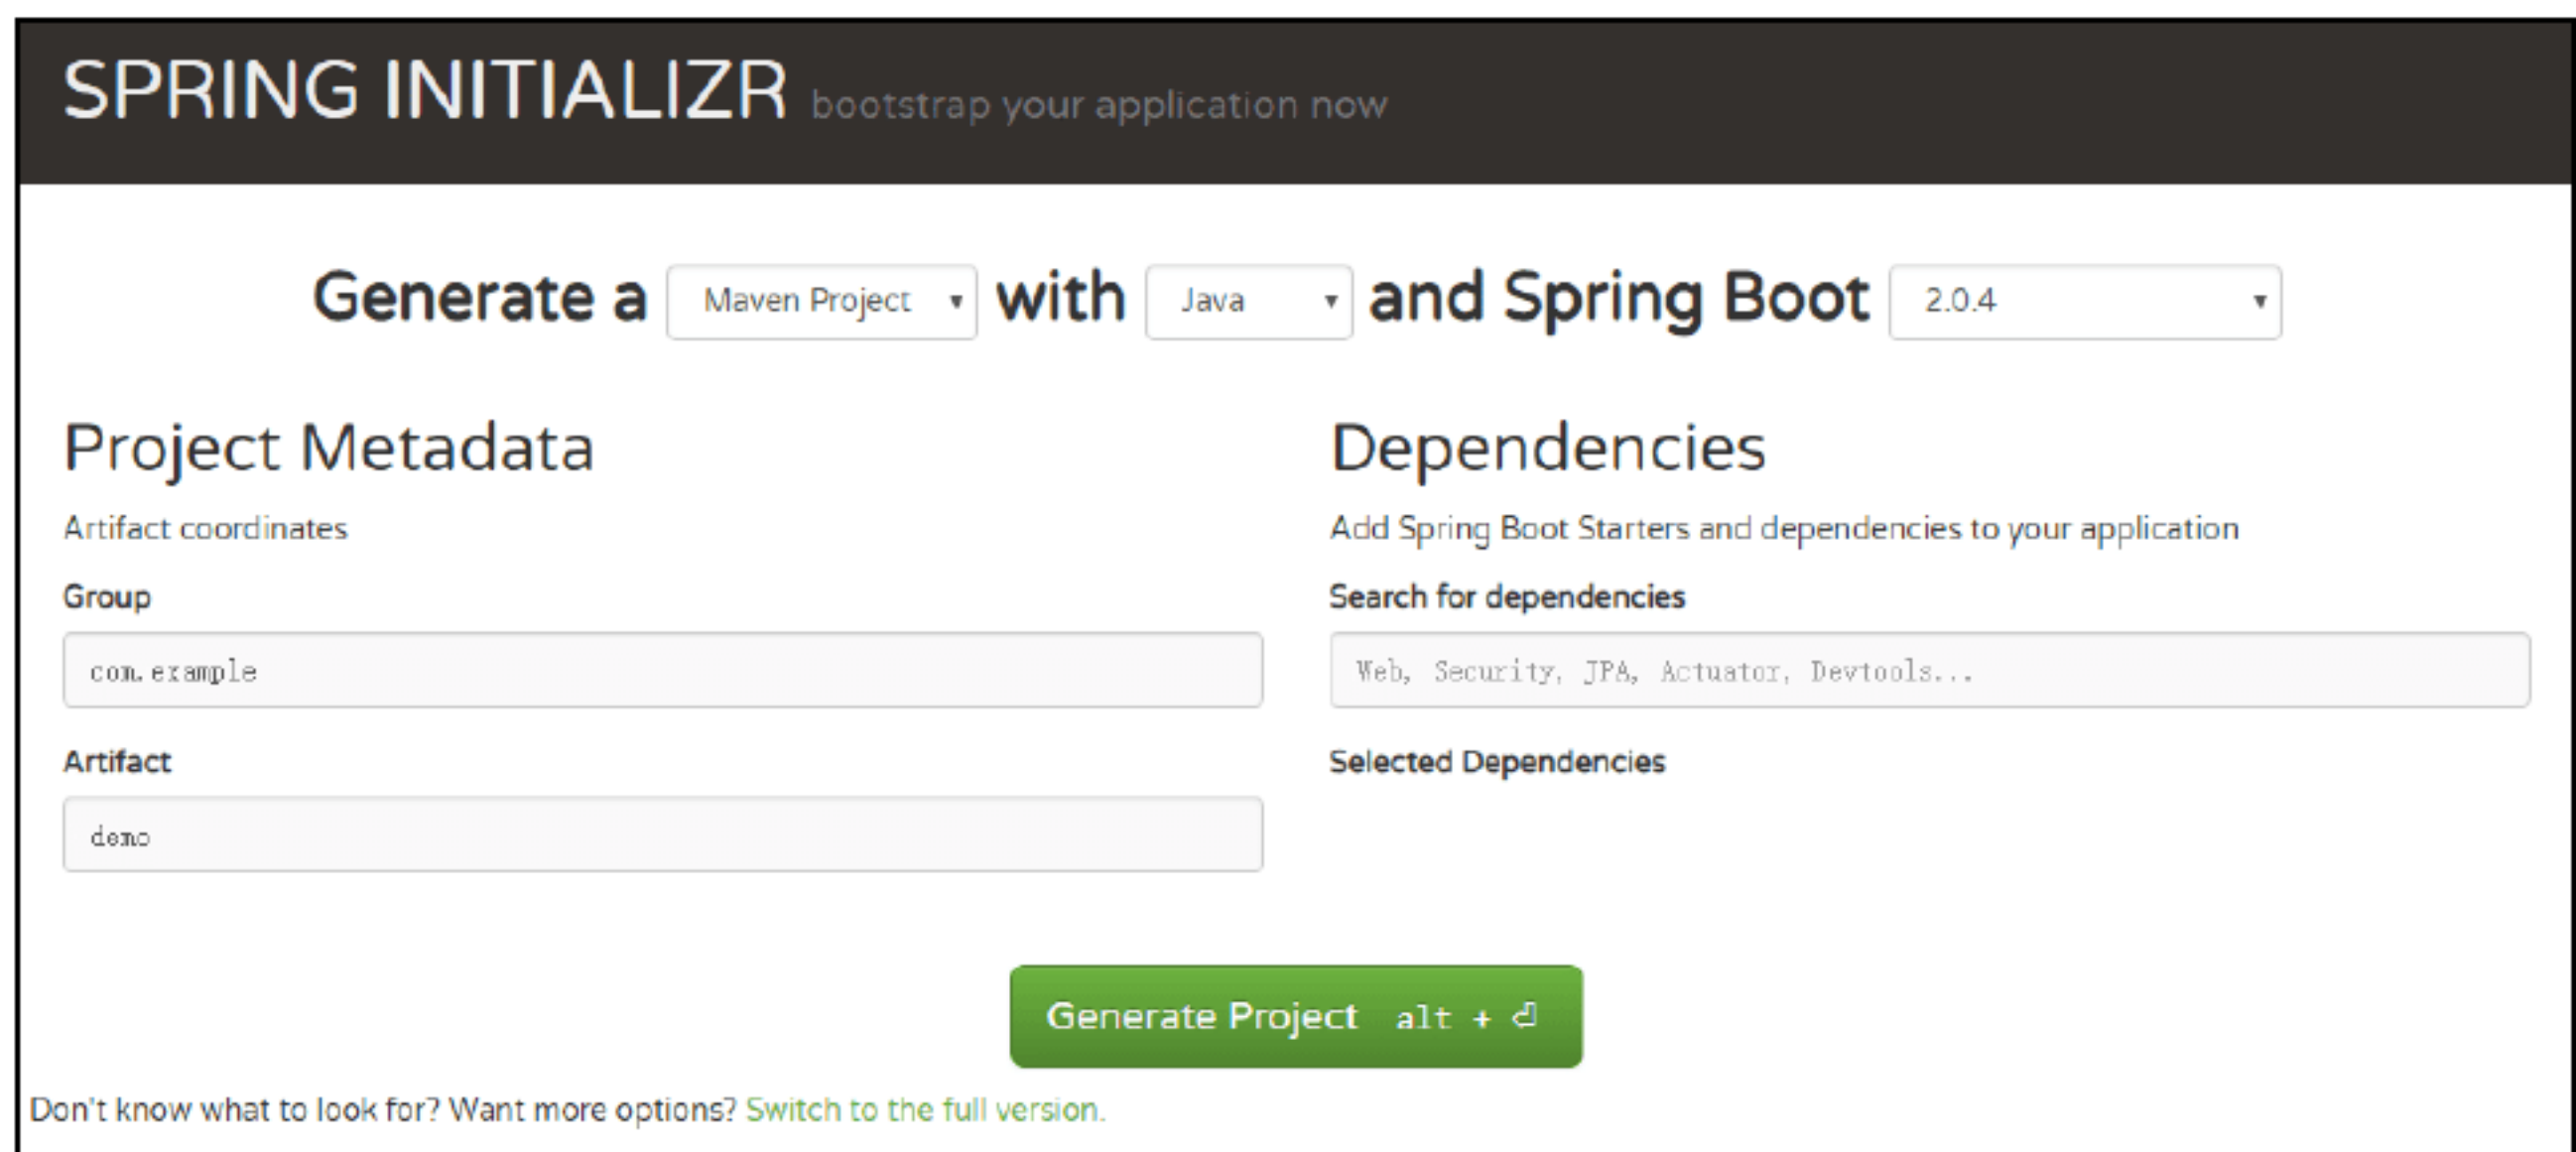 SPRING INITIALIZR bootstrap your application now
Generate a Maven Project with Java and Spring Boot 2.0.4
Project Metadata
Artifact coordinates
Group
com.example
Artifact
demo
Dependencies
Add Spring Boot Starters and dependencies to your application
Search for dependencies
Web, Security, JPA, Actuator, Devtools...
Selected Dependencies
Generate Project alt + ⏎
Don't know what to look for? Want more options? Switch to the full version.